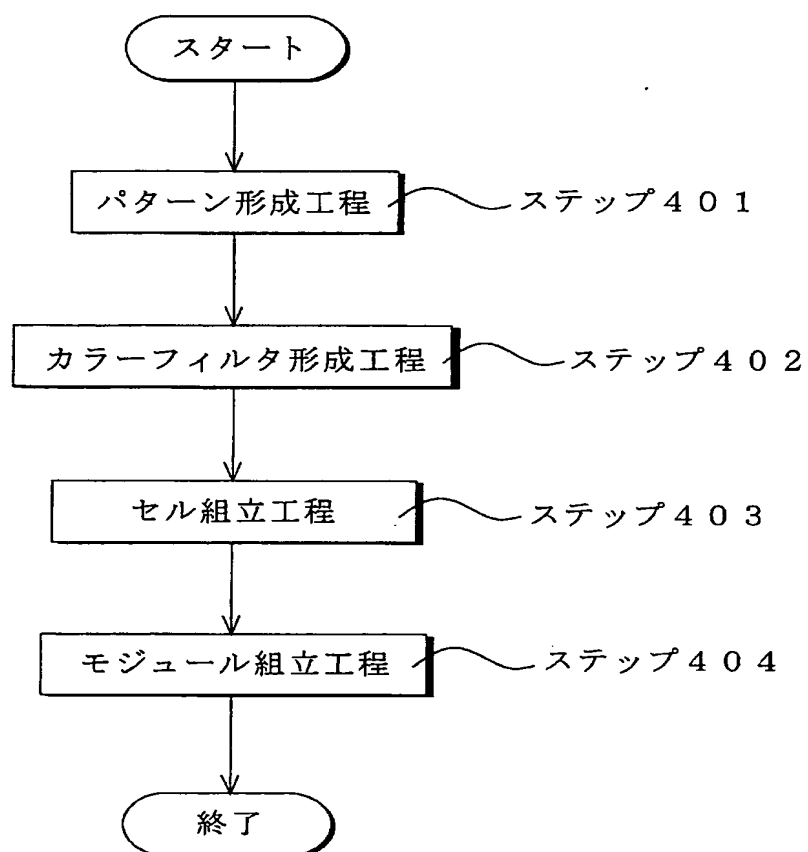 スタート
パターン形成工程
ステップ401
カラーフィルタ形成工程
ステップ402
セル組立工程
ステップ403
モジュール組立工程
ステップ404
終了